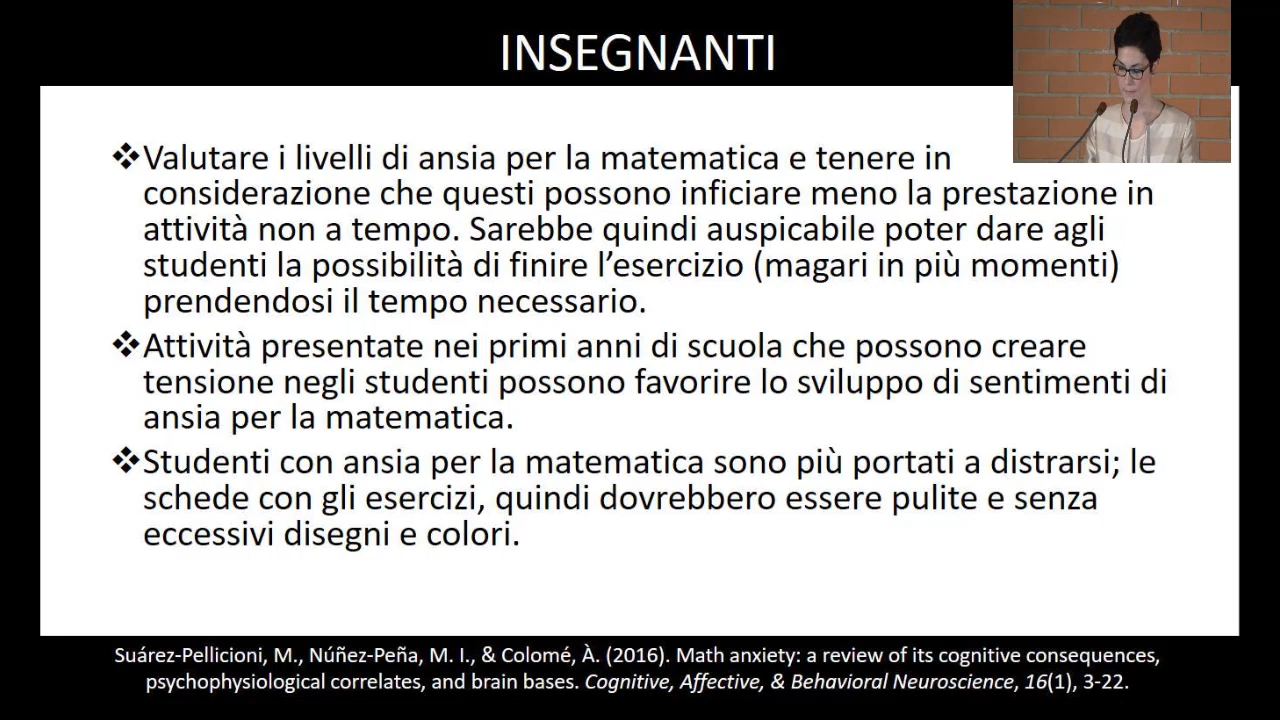 INSEGNANTI
❖Valutare i livelli di ansia per la matematica e tenere in
considerazione che questi possono inficiare meno la prestazione in
attività non a tempo. Sarebbe quindi auspicabile poter dare agli
studenti la possibilità di finire l’esercizio (magari in più momenti)
prendendosi il tempo necessario.
❖Attività presentate nei primi anni di scuola che possono creare
tensione negli studenti possono favorire lo sviluppo di sentimenti di
ansia per la matematica.
❖Studenti con ansia per la matematica sono più portati a distrarsi; le
schede con gli esercizi, quindi dovrebbero essere pulite e senza
eccessivi disegni e colori.
Suárez-Pellicioni, M., Núñez-Peña, M. I., & Colomé, À. (2016). Math anxiety: a review of its cognitive consequences,
psychophysiological correlates, and brain bases. Cognitive, Affective, & Behavioral Neuroscience, 16(1), 3-22.